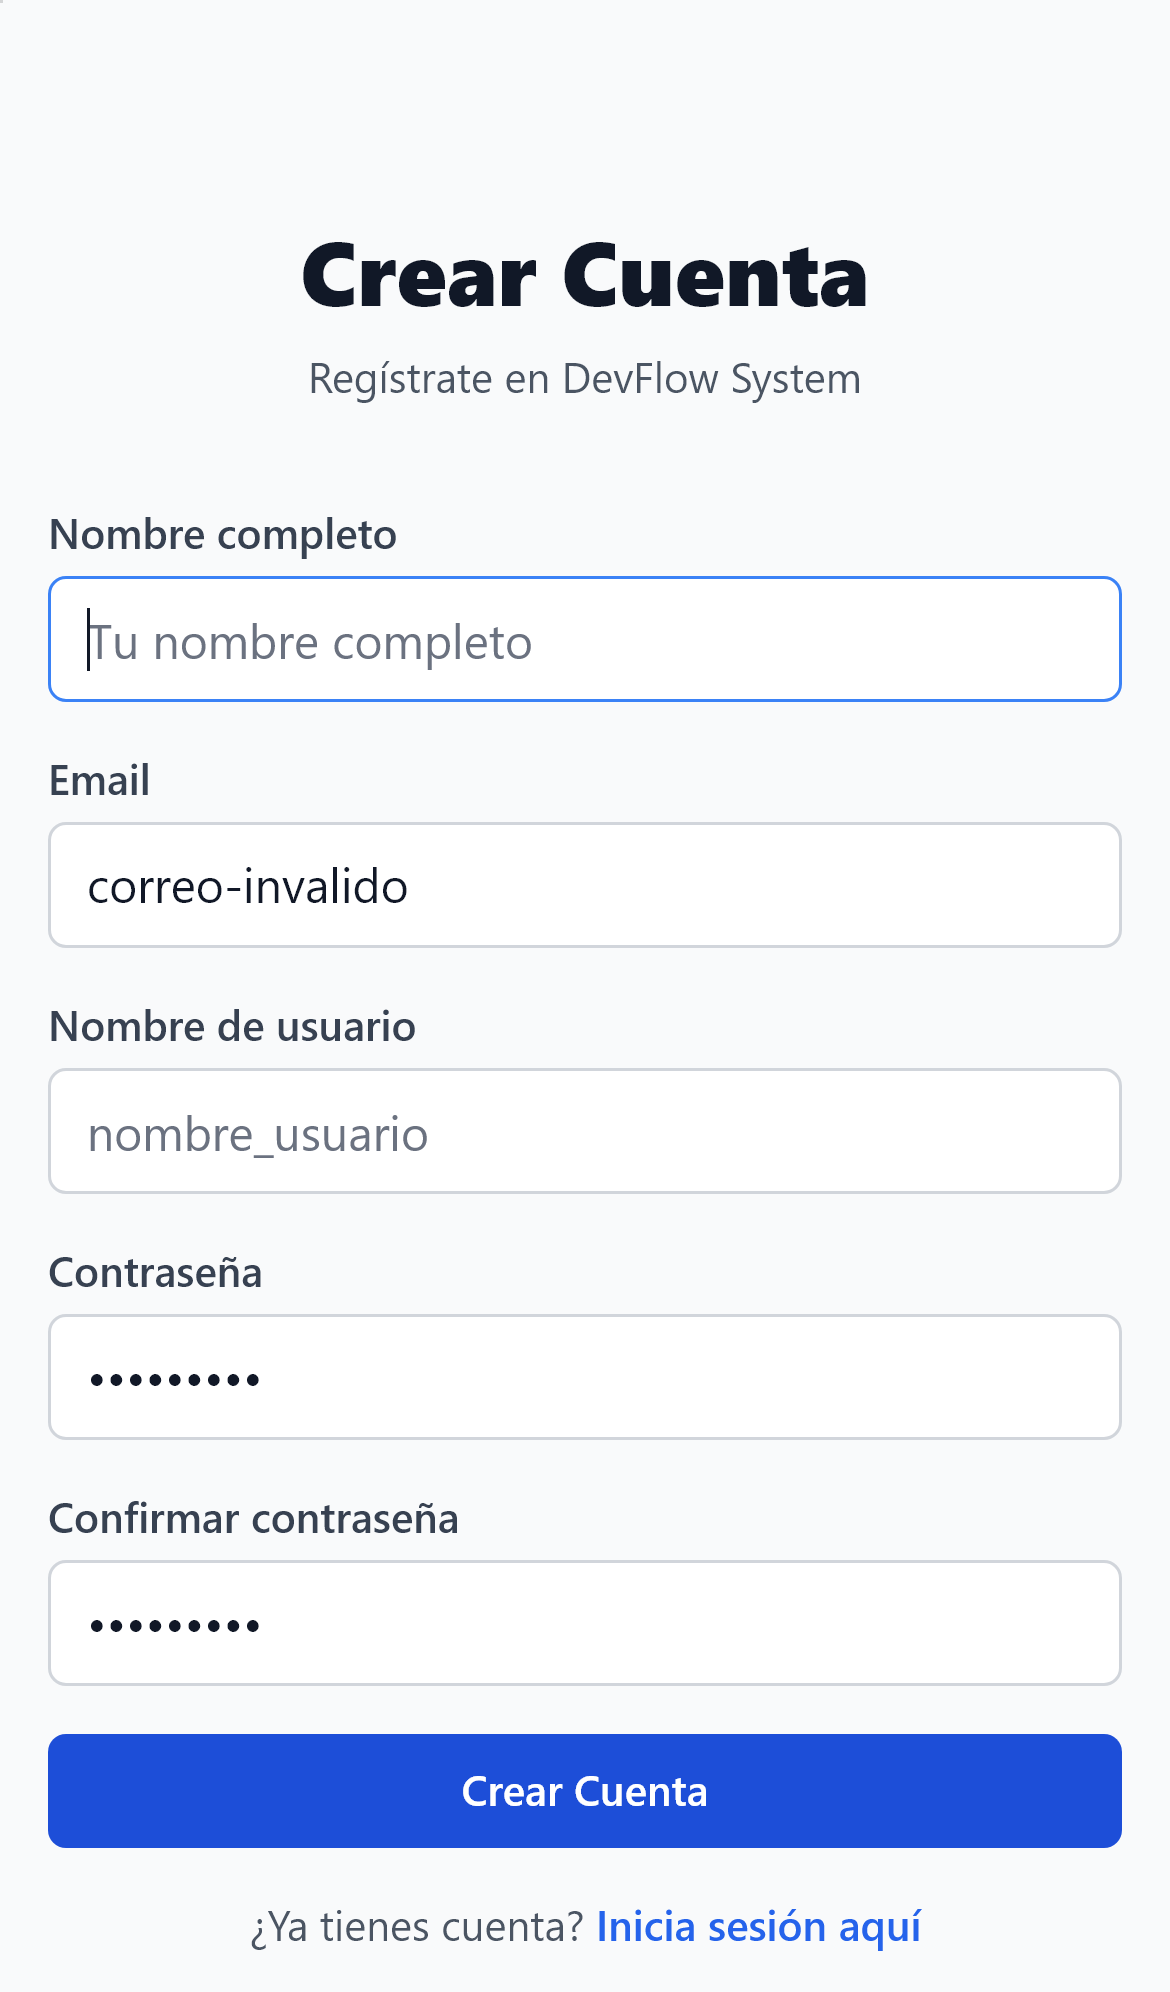 Crear Cuenta
Regístrate en DevFlow System
Nombre completo
Tu nombre completo
Email
correo-invalido
Nombre de usuario
nombre_usuario
Contraseña
•••••••••
Confirmar contraseña
•••••••••
Crear Cuenta
¿Ya tienes cuenta? Inicia sesión aquí